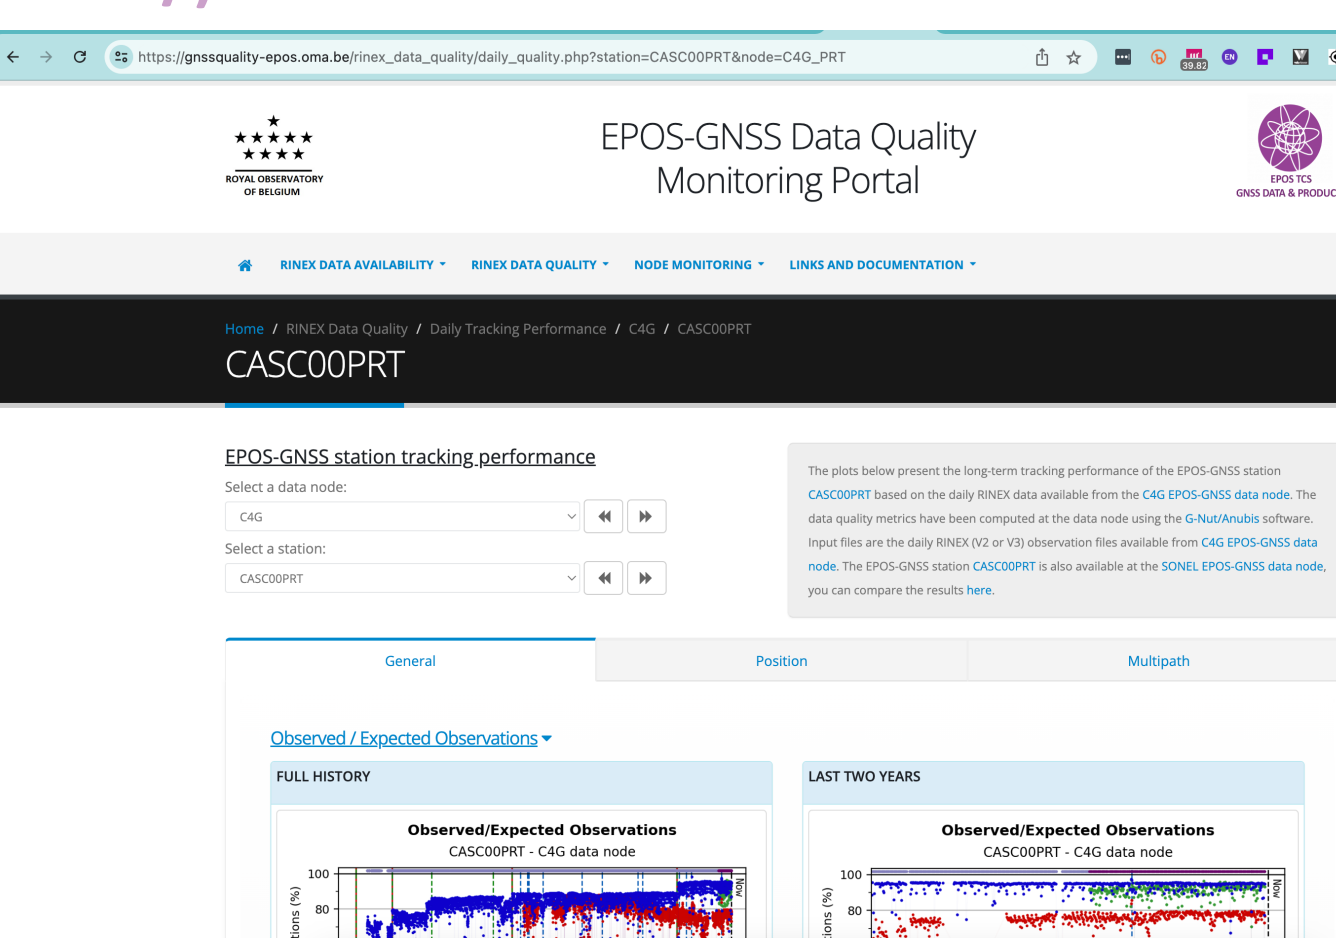 https://gnssquality-epos.oma.be/rinex_data_quality/daily_quality.php?station=CASC00PRT&node=C4G_PRT
39.82
EN
ROYAL OBSERVATORY
OF BELGIUM
EPOS-GNSS Data Quality
Monitoring Portal
EPOS TCS
GNSS DATA & PRODUC
RINEX DATA AVAILABILITY
RINEX DATA QUALITY
NODE MONITORING
LINKS AND DOCUMENTATION
Home / RINEX Data Quality / Daily Tracking Performance / C4G / CASC00PRT
CASC00PRT
EPOS-GNSS station tracking performance
Select a data node:
C4G
Select a station:
CASC00PRT
The plots below present the long-term tracking performance of the EPOS-GNSS station
CASC00PRT based on the daily RINEX data available from the C4G EPOS-GNSS data node. The
data quality metrics have been computed at the data node using the G-Nut/Anubis software.
Input files are the daily RINEX (V2 or V3) observation files available from C4G EPOS-GNSS data
node. The EPOS-GNSS station CASC00PRT is also available at the SONEL EPOS-GNSS data node,
you can compare the results here.
General
Position
Multipath
Observed / Expected Observations
FULL HISTORY
Observed/Expected Observations
CASC00PRT - C4G data node
100
80
tions (%)
Now
LAST TWO YEARS
Observed/Expected Observations
CASC00PRT - C4G data node
100
80
ions (%)
Now